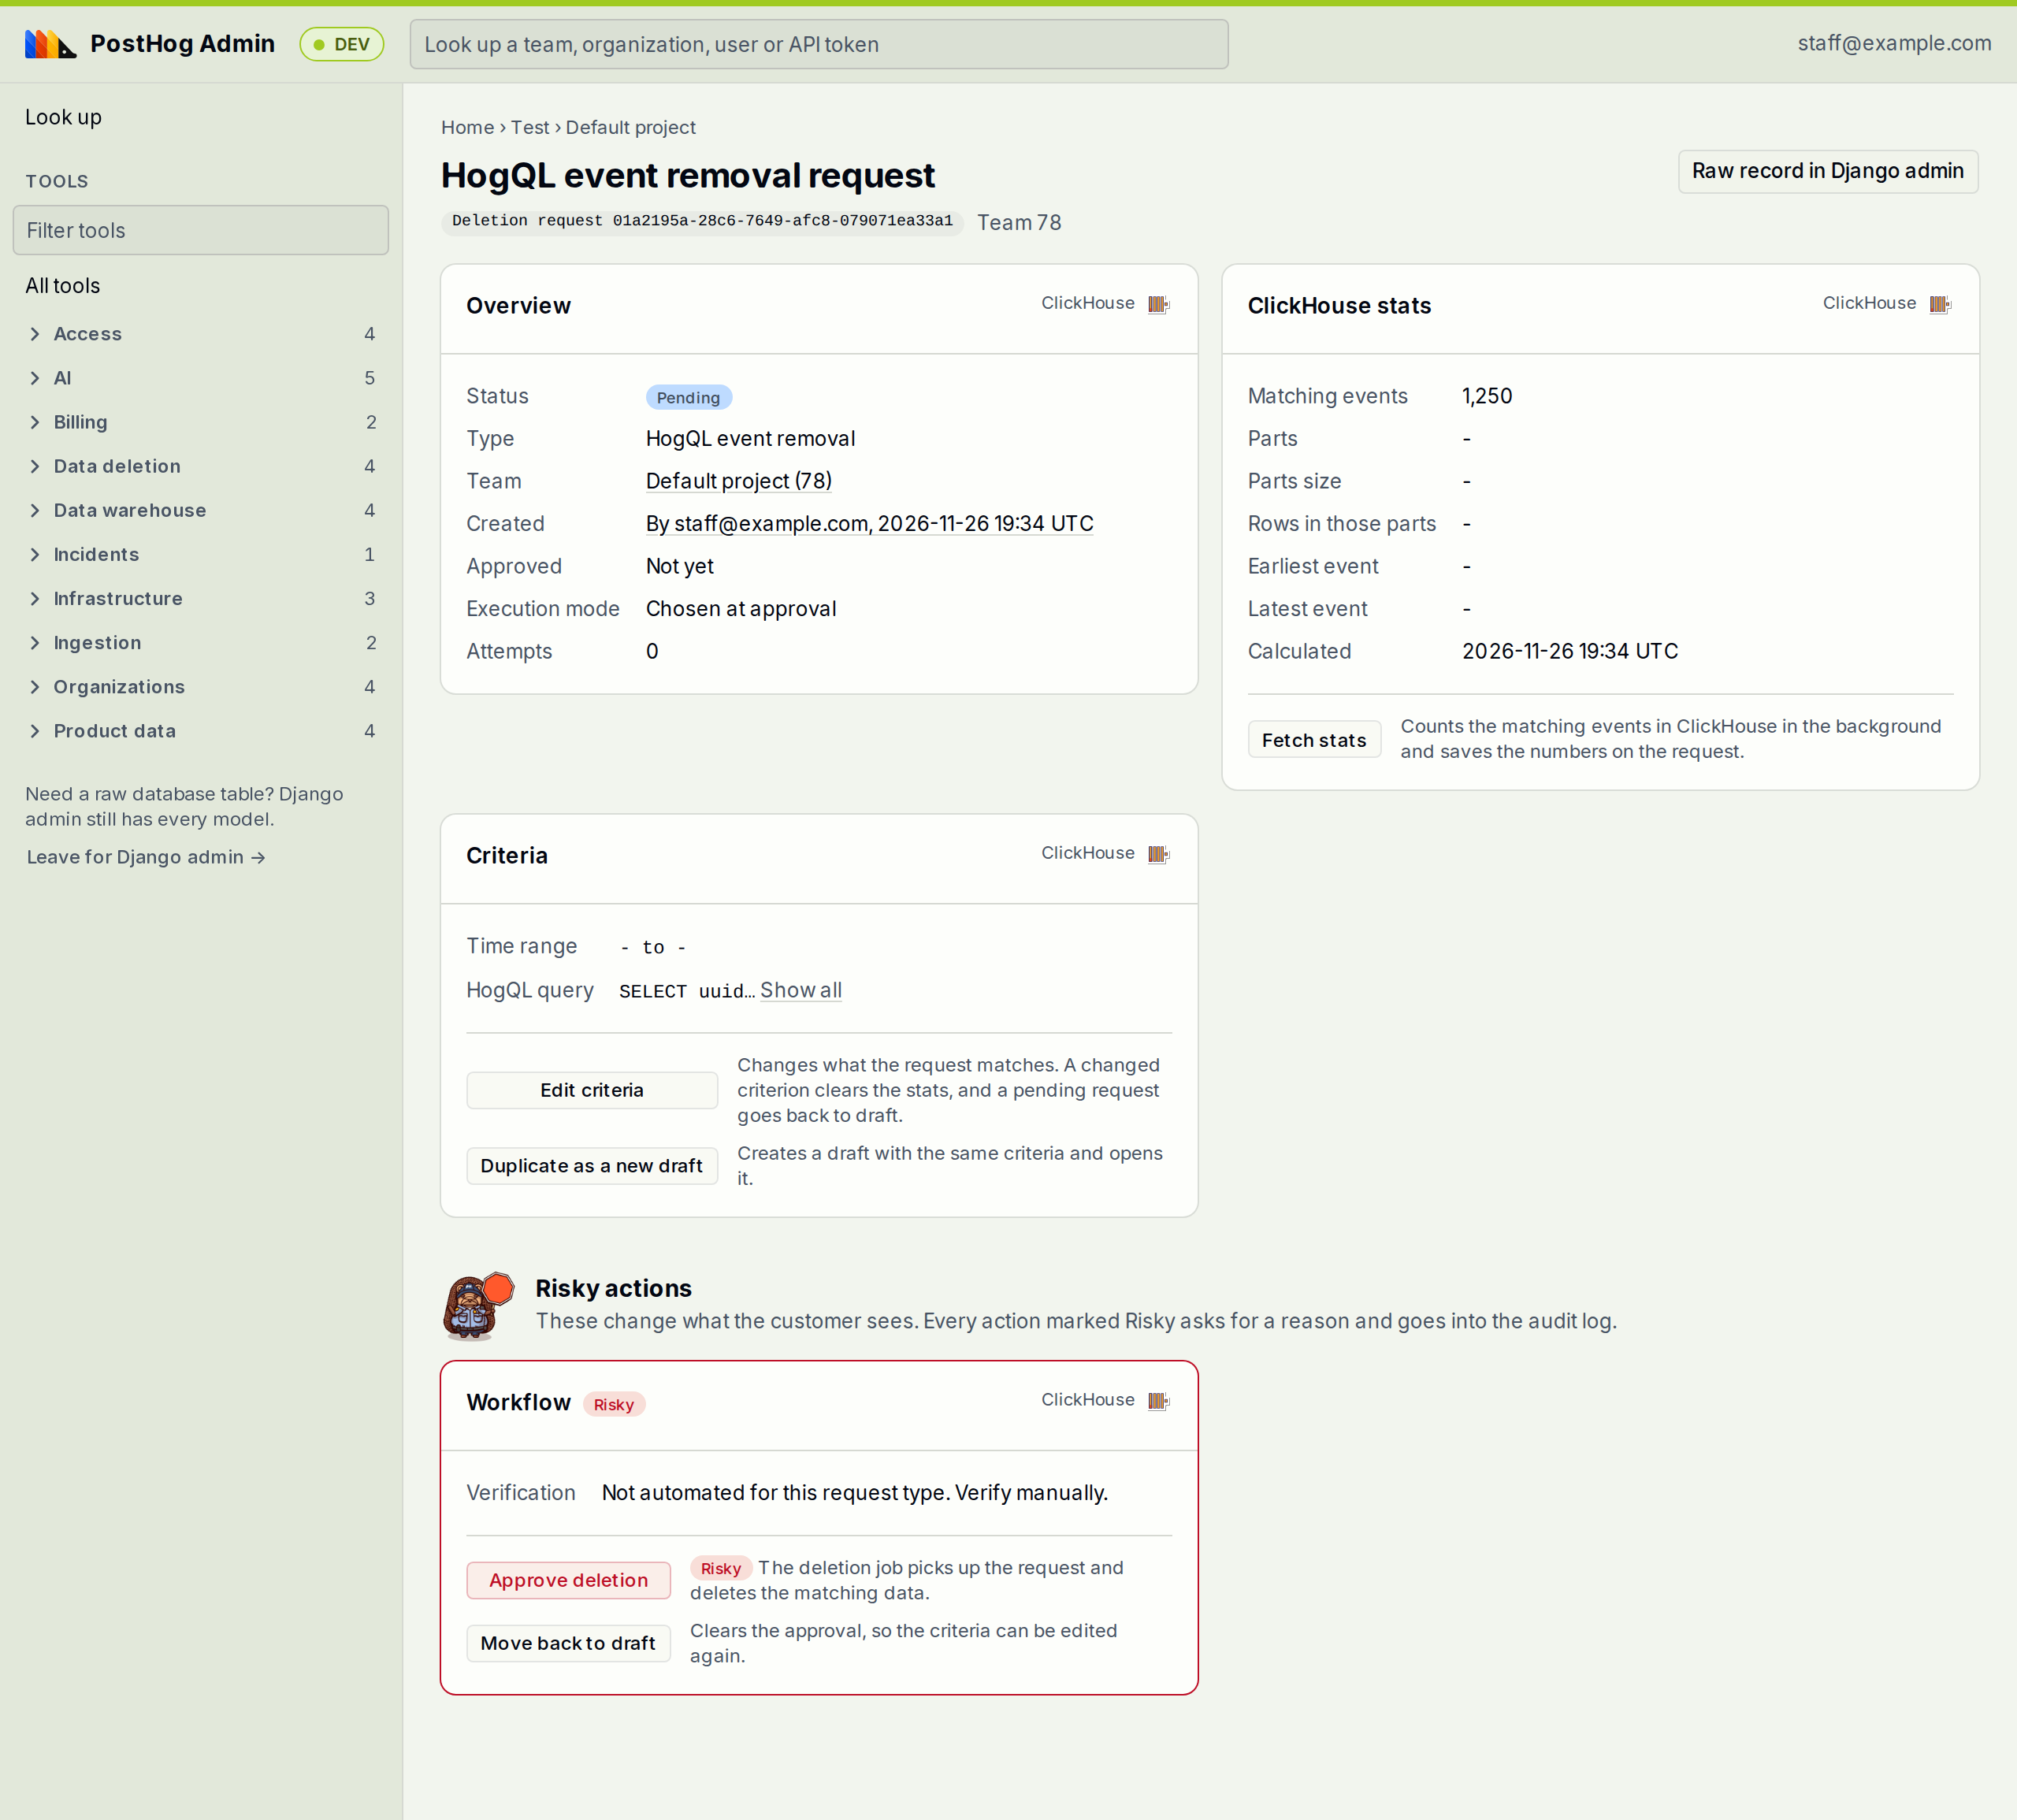 PostHog Admin
DEV
Look up a team, organization, user or API token
staff@example.com
Look up
TOOLS
Filter tools
All tools
Access 4
AI 5
Billing 2
Data deletion 4
Data warehouse 4
Incidents 1
Infrastructure 3
Ingestion 2
Organizations 4
Product data 4
Need a raw database table? Django
admin still has every model.
Leave for Django admin →
Home › Test › Default project
HogQL event removal request
Raw record in Django admin
Deletion request 01a2195a-28c6-7649-afc8-079071ea33a1 Team 78
Overview
ClickHouse
Status Pending
Type HogQL event removal
Team Default project (78)
Created By staff@example.com, 2026-11-26 19:34 UTC
Approved Not yet
Execution mode Chosen at approval
Attempts 0
ClickHouse stats
ClickHouse
Matching events 1,250
Parts -
Parts size -
Rows in those parts -
Earliest event -
Latest event -
Calculated 2026-11-26 19:34 UTC
Fetch stats
Counts the matching events in ClickHouse in the background
and saves the numbers on the request.
Criteria
ClickHouse
Time range - to -
HogQL query SELECT uuid… Show all
Edit criteria
Changes what the request matches. A changed
criterion clears the stats, and a pending request
goes back to draft.
Duplicate as a new draft
Creates a draft with the same criteria and opens
it.
Risky actions
These change what the customer sees. Every action marked Risky asks for a reason and goes into the audit log.
Workflow Risky
ClickHouse
Verification Not automated for this request type. Verify manually.
Approve deletion
Risky The deletion job picks up the request and
deletes the matching data.
Move back to draft
Clears the approval, so the criteria can be edited
again.